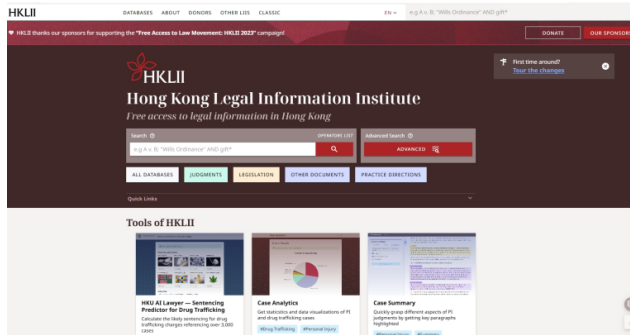 HKLII
DATABASES ABOUT DONORS OTHER LIIS CLASSIC
EN
e.g A v. B; "Wills Ordinance" AND gift*
HKLII thanks our sponsors for supporting the "Free Access to Law Movement: HKLII 2023" campaign!
DONATE
OUR SPONSORS
First time around?
Tour the changes
HKLII
Hong Kong Legal Information Institute
Free access to legal information in Hong Kong
Search
OPERATORS LIST
Advanced Search
e.g A v. B; "Wills Ordinance" AND gift*
ADVANCED
ALL DATABASES JUDGMENTS LEGISLATION OTHER DOCUMENTS PRACTICE DIRECTIONS
Quick Links
Tools of HKLII
HKU AI Lawyer — Sentencing
Predictor for Drug Trafficking
Calculate the likely sentencing for drug
trafficking charges referencing over 3,000
cases
Case Analytics
Get statistics and data visualizations of PI
and drug trafficking cases
#Drug Trafficking #Personal Injury
Case Summary
Quickly grasp different aspects of PI
judgments by getting key paragraphs
highlighted